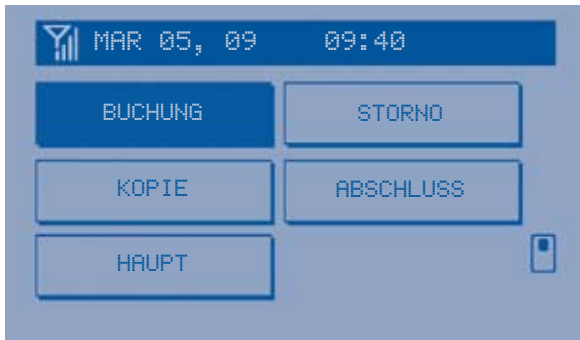 MAR 05, 09 09:40
BUCHUNG STORNO
KOPIE ABSCHLUSS
HAUPT